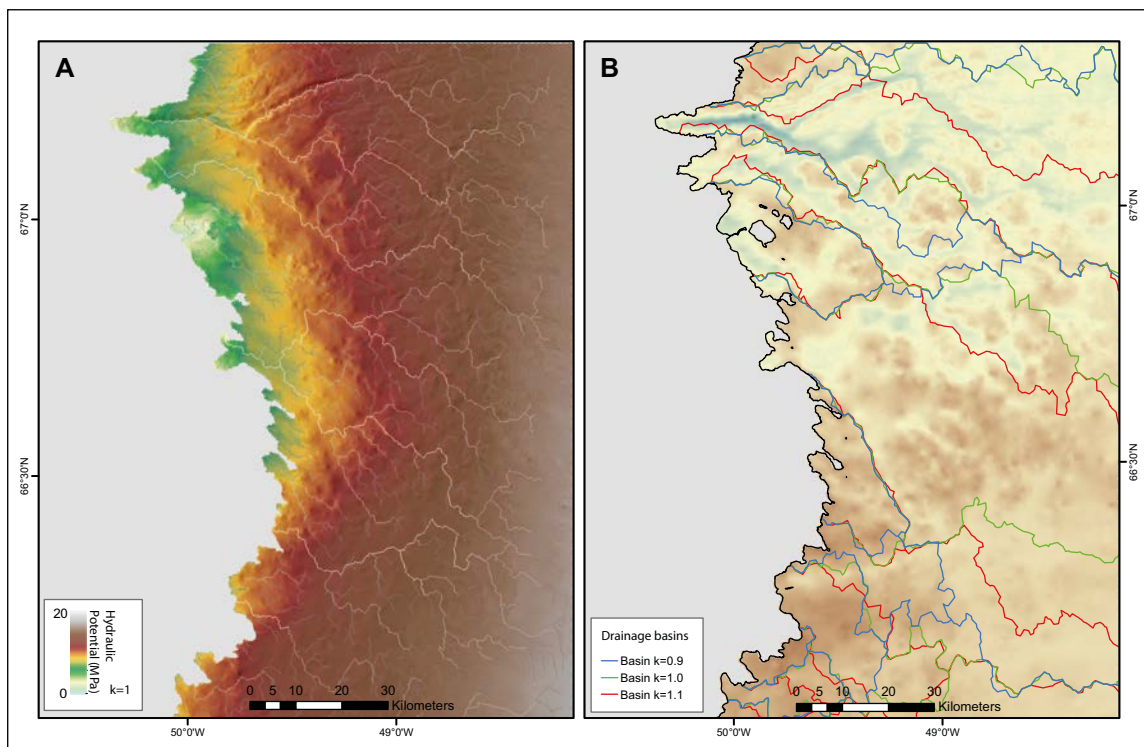 A
67°0'N
66°30'N
20
Hydraulic
Potential (MPa)
0
k=1
0 5 10 20 30
Kilometers
50°0'W
49°0'W
B
67°0'N
66°30'N
Drainage basins
Basin k=0.9
Basin k=1.0
Basin k=1.1
0 5 10 20 30
Kilometers
50°0'W
49°0'W